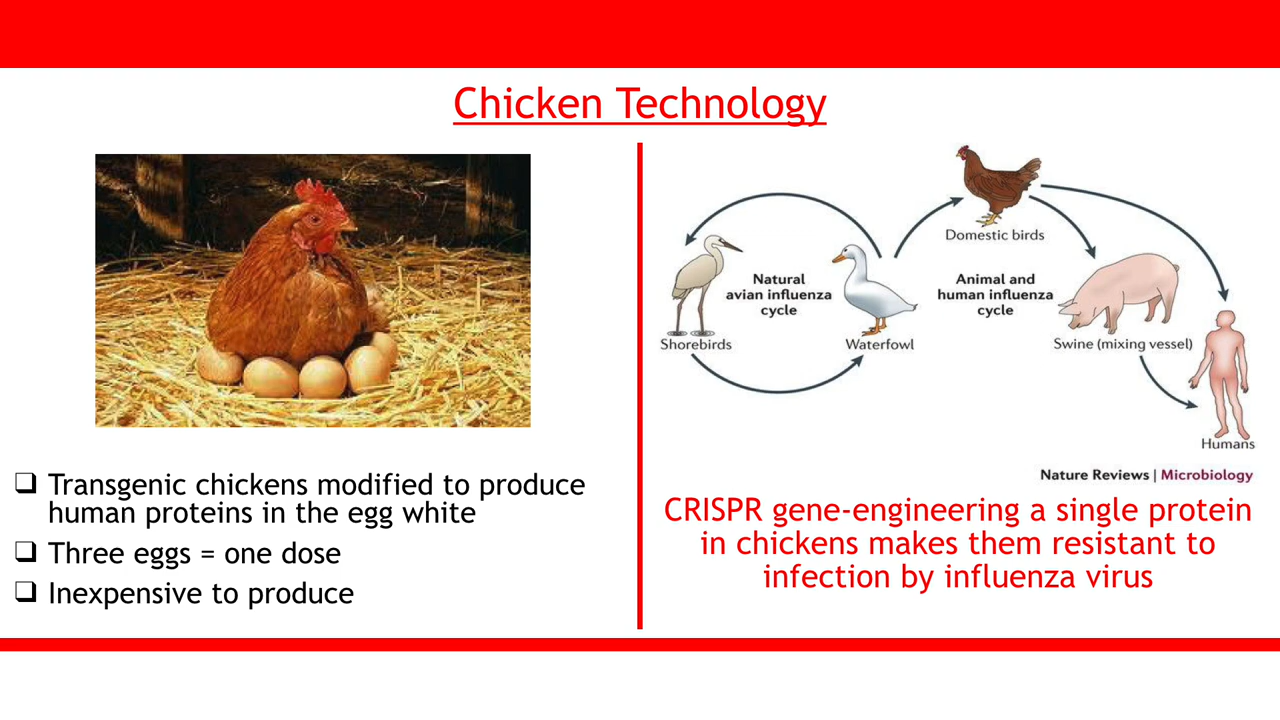 Chicken Technology
❑ Transgenic chickens modified to produce
human proteins in the egg white
❑ Three eggs = one dose
❑ Inexpensive to produce
Domestic birds
Natural
avian influenza
cycle
Animal and
human influenza
cycle
Shorebirds
Waterfowl
Swine (mixing vessel)
Humans
Nature Reviews | Microbiology
CRISPR gene-engineering a single protein
in chickens makes them resistant to
infection by influenza virus